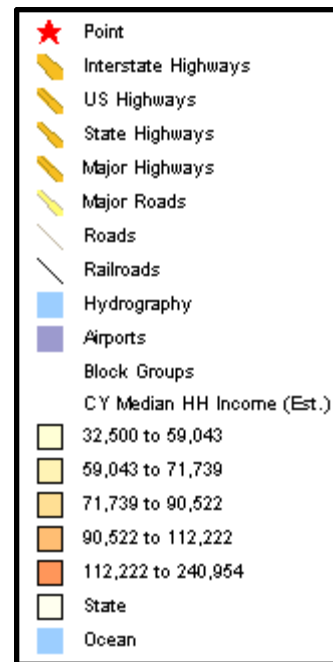 Point
Interstate Highways
US Highways
State Highways
Major Highways
Major Roads
Roads
Railroads
Hydrography
Airports
Block Groups
CY Median HH Income (Est.)
32,500 to 59,043
59,043 to 71,739
71,739 to 90,522
90,522 to 112,222
112,222 to 240,954
State
Ocean